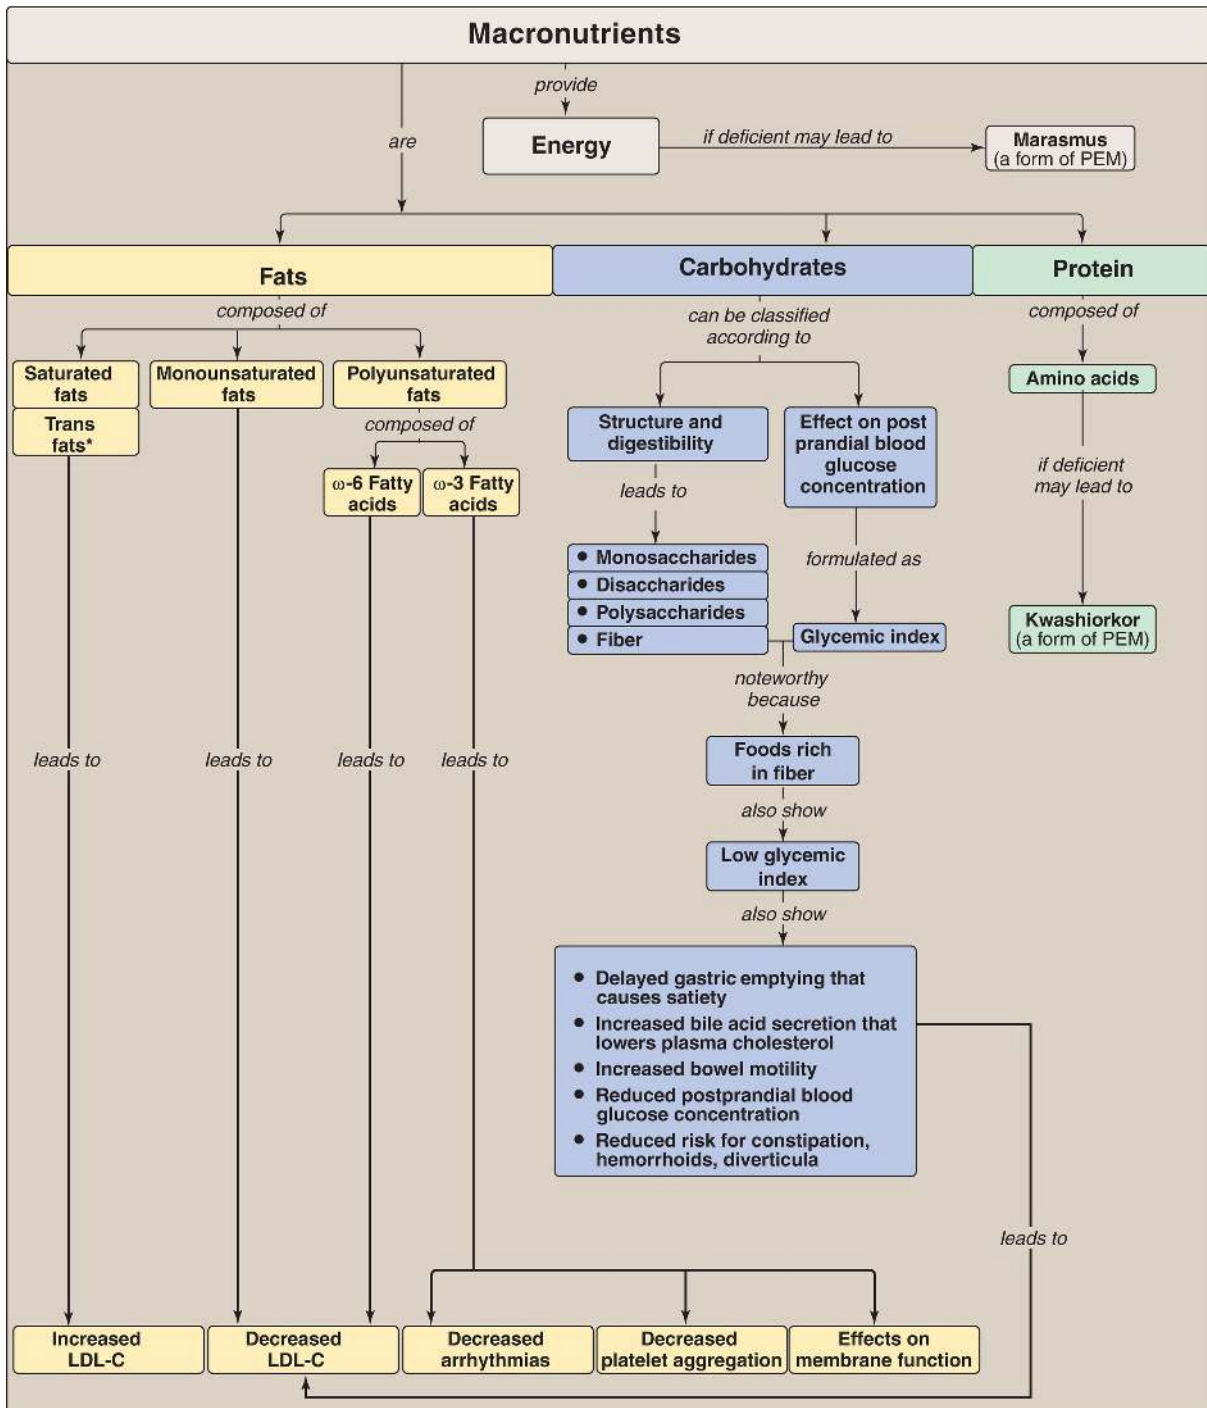 Macronutrients
provide
are
Energy
if deficient may lead to
Marasmus
(a form of PEM)
Fats
Carbohydrates
Protein
composed of
can be classified
according to
composed of
Saturated
fats
Trans
fats*
Monounsaturated
fats
Polyunsaturated
fats
composed of
ω-6 Fatty
acids
ω-3 Fatty
acids
Structure and
digestibility
Effect on post
prandial blood
glucose
concentration
Amino acids
if deficient
may lead to
leads to
formulated as
• Monosaccharides
• Disaccharides
• Polysaccharides
• Fiber
Glycemic index
Kwashiorkor
(a form of PEM)
noteworthy
because
leads to
leads to
leads to
leads to
Foods rich
in fiber
also show
Low glycemic
index
also show
• Delayed gastric emptying that
causes satiety
• Increased bile acid secretion that
lowers plasma cholesterol
• Increased bowel motility
• Reduced postprandial blood
glucose concentration
• Reduced risk for constipation,
hemorrhoids, diverticula
leads to
Increased
LDL-C
Decreased
LDL-C
Decreased
arrhythmias
Decreased
platelet aggregation
Effects on
membrane function